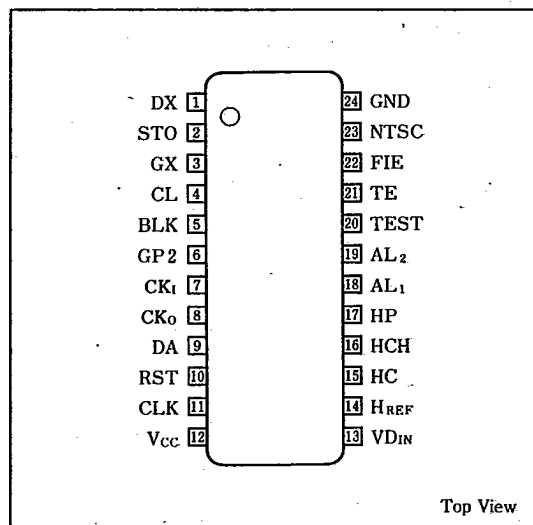 DX 1 24 GND
STO 2 23 NTSC
GX 3 22 FIE
CL 4 21 TE
BLK 5 20 TEST
GP2 6 19 AL₂
CKI 7 18 AL₁
CKO 8 17 HP
DA 9 16 HCH
RST 10 15 HC
CLK 11 14 HREF
VCC 12 13 VDIN
Top View